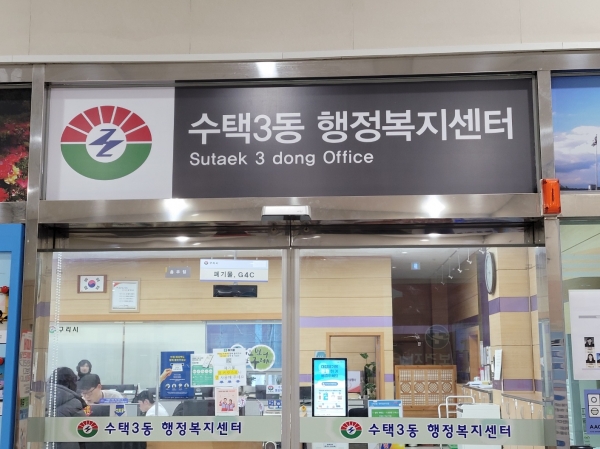 수택3동 행정복지센터
Sutaek 3 dong Office
폐기물, G4C
구리시
수택3동 행정복지센터
수택3동 행정복지센터